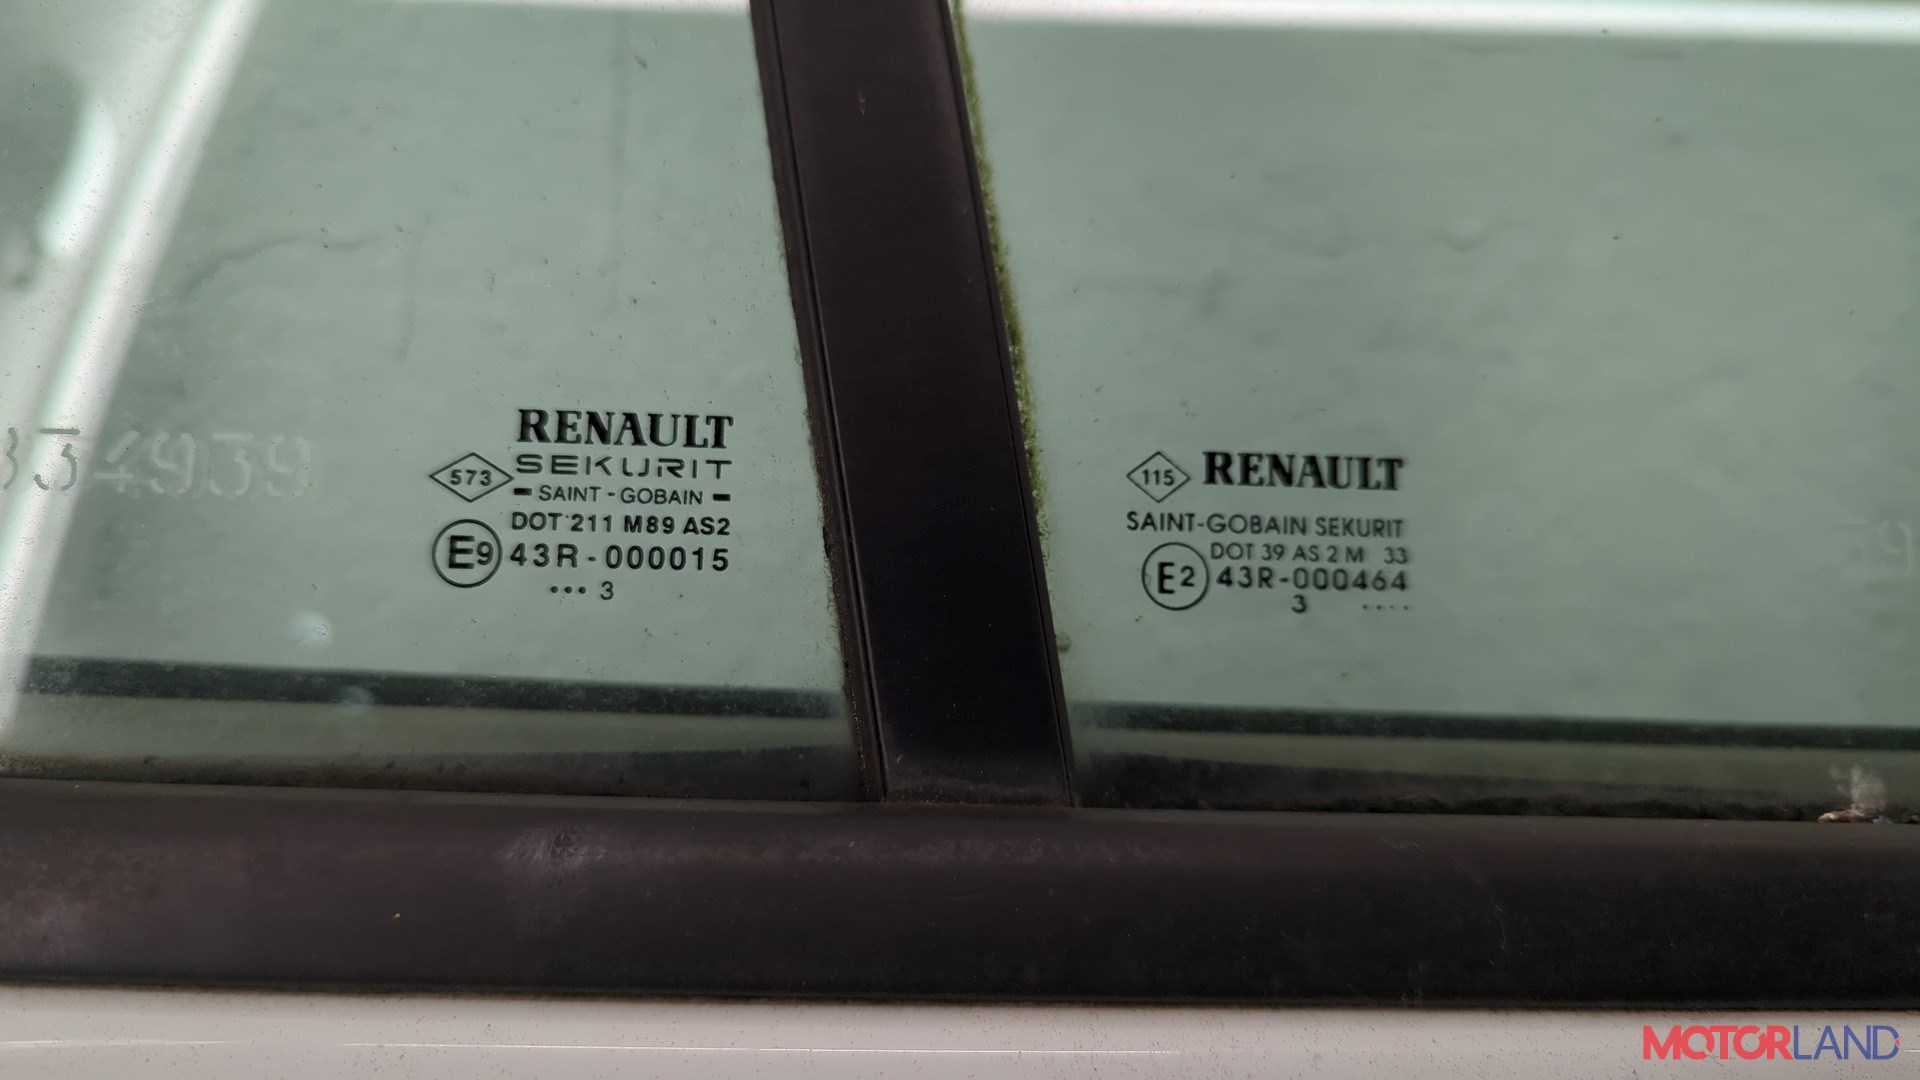 34939
RENAULT
573 SEKURIT
SAINT-GOBAIN
DOT 211 M89 AS2
E9 43R-000015
... 3
115 RENAULT
SAINT-GOBAIN SEKURIT
DOT 39 AS 2 M 33
E2 43R-000464
3 ....
MOTORLAND